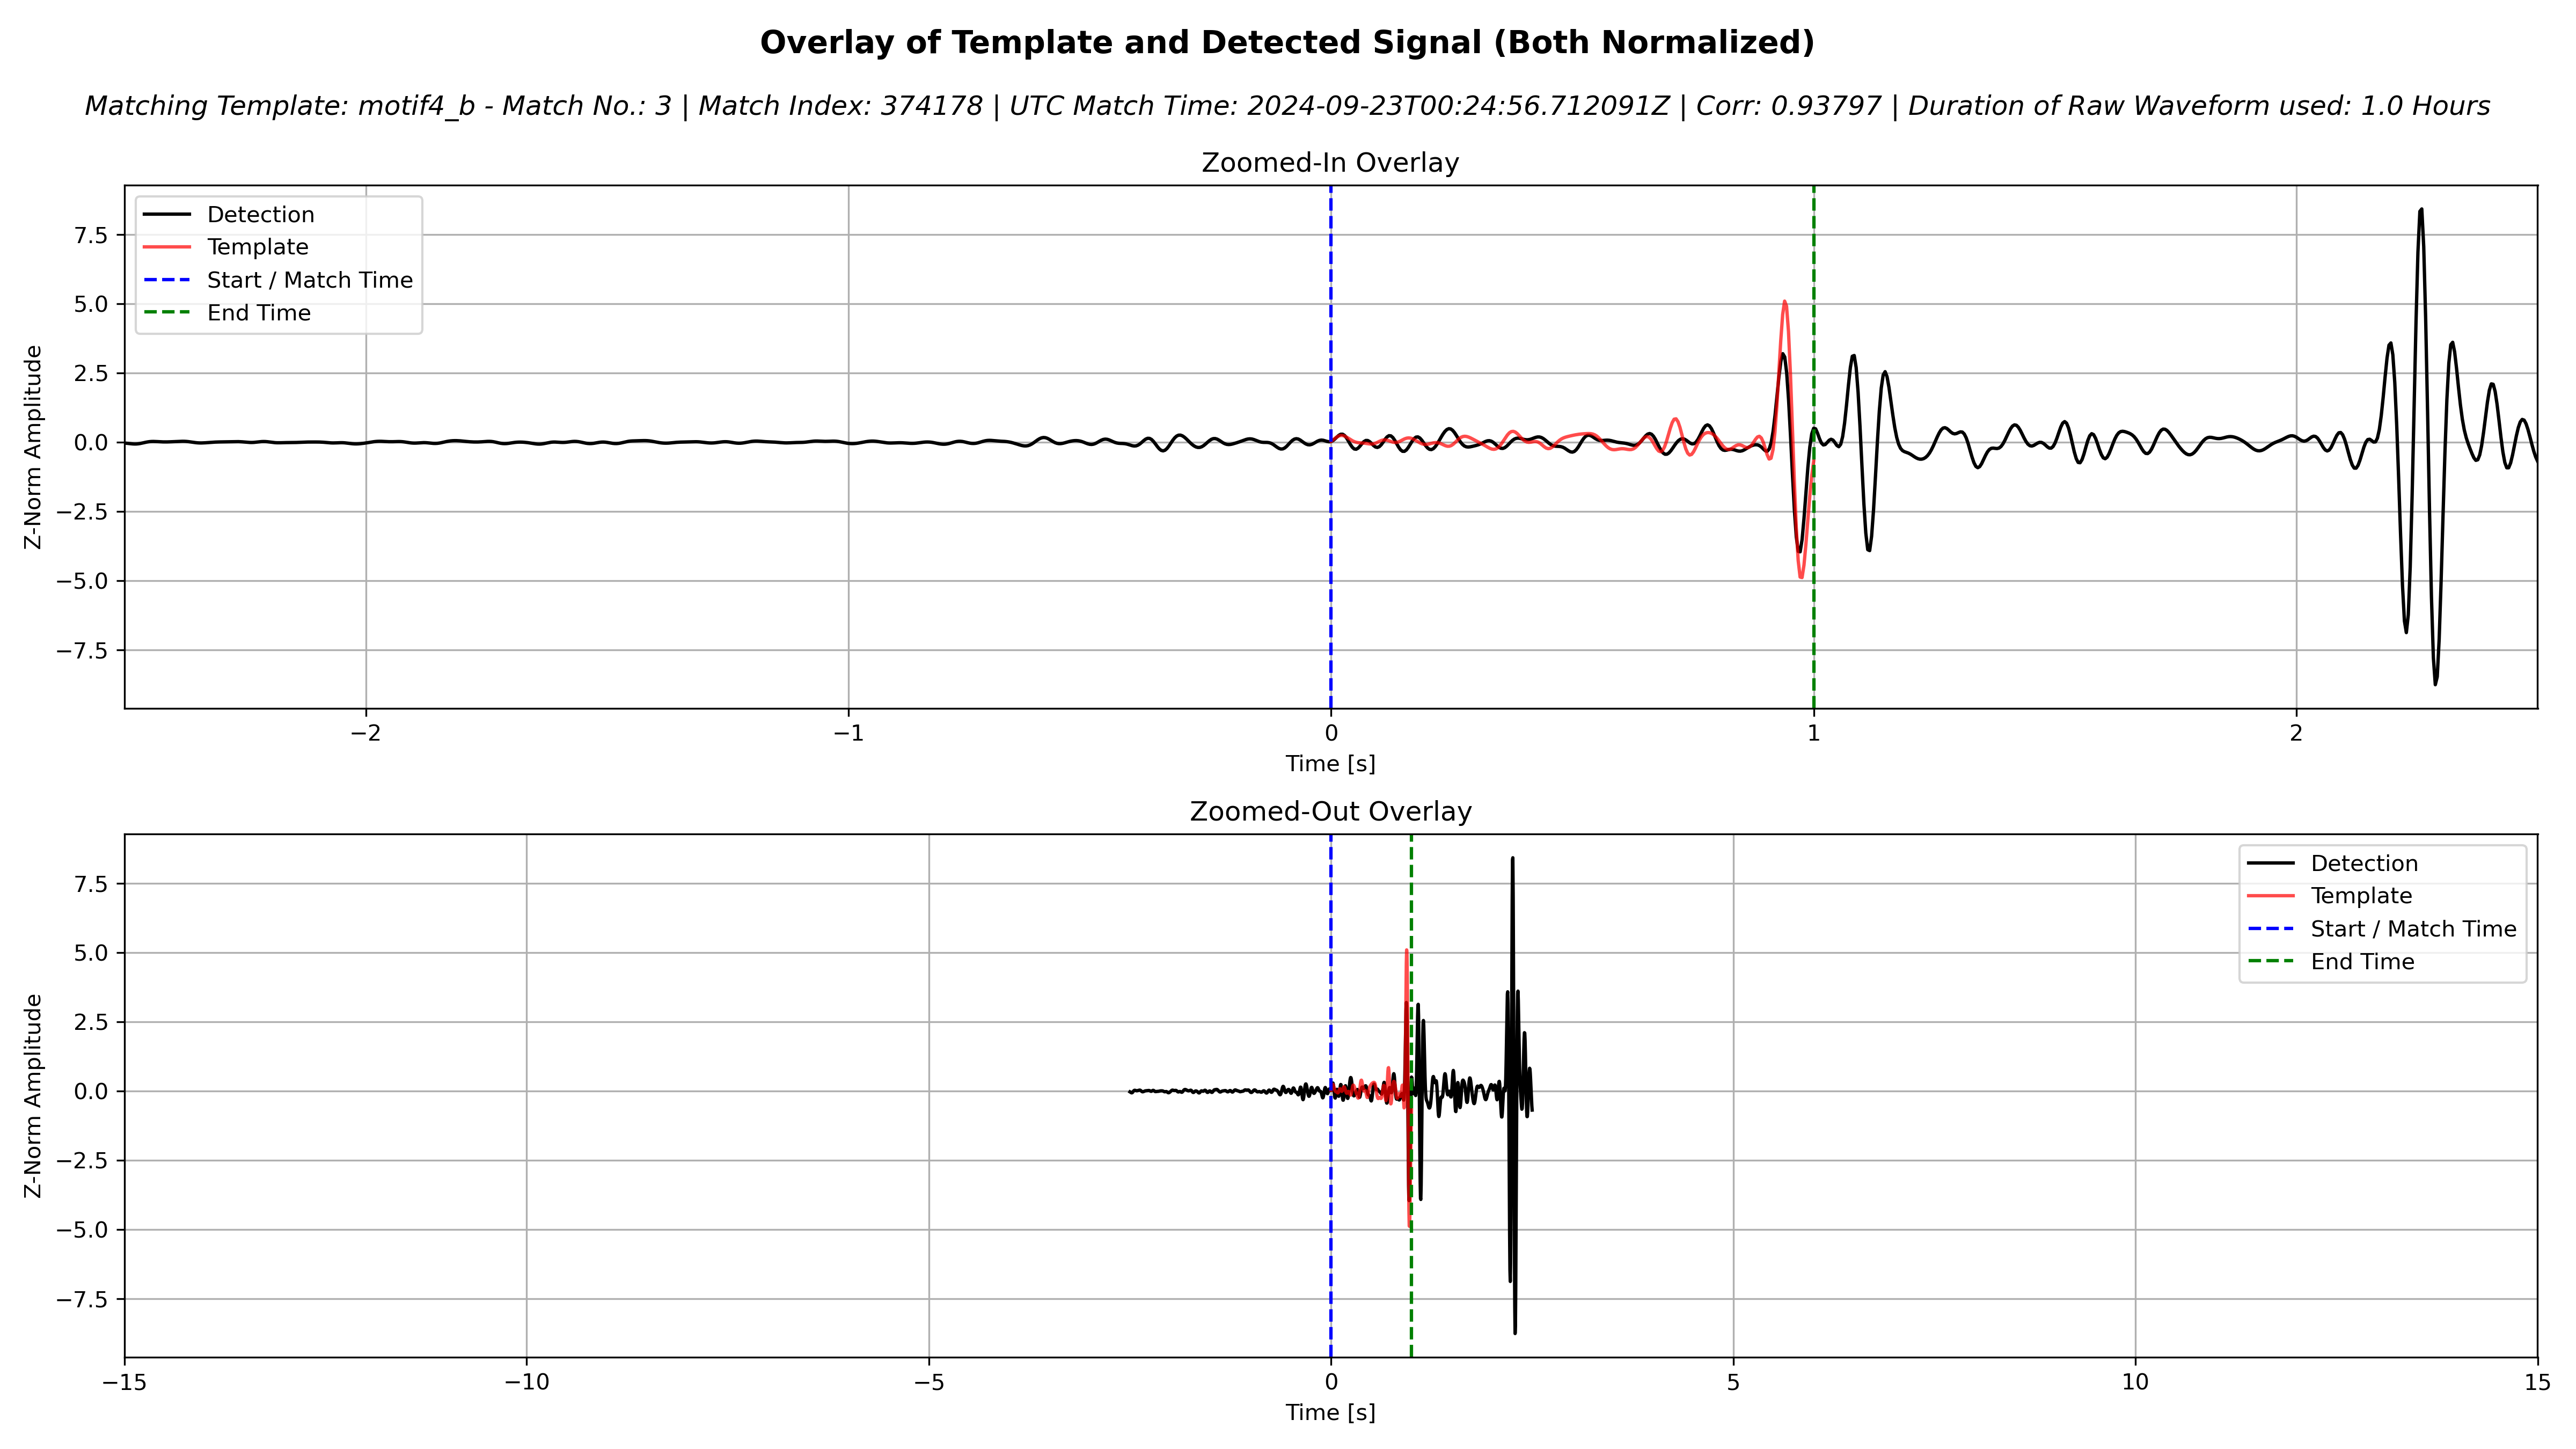 Overlay of Template and Detected Signal (Both Normalized)
Matching Template: motif4_b - Match No.: 3 | Match Index: 374178 | UTC Match Time: 2024-09-23T00:24:56.712091Z | Corr: 0.93797 | Duration of Raw Waveform used: 1.0 Hours
Zoomed-In Overlay
Detection
Template
Start / Match Time
End Time
Z-Norm Amplitude
7.5
5.0
2.5
0.0
−2.5
−5.0
−7.5
−2
−1
0
1
2
Time [s]
Zoomed-Out Overlay
Detection
Template
Start / Match Time
End Time
Z-Norm Amplitude
7.5
5.0
2.5
0.0
−2.5
−5.0
−7.5
−15
−10
−5
0
5
10
15
Time [s]